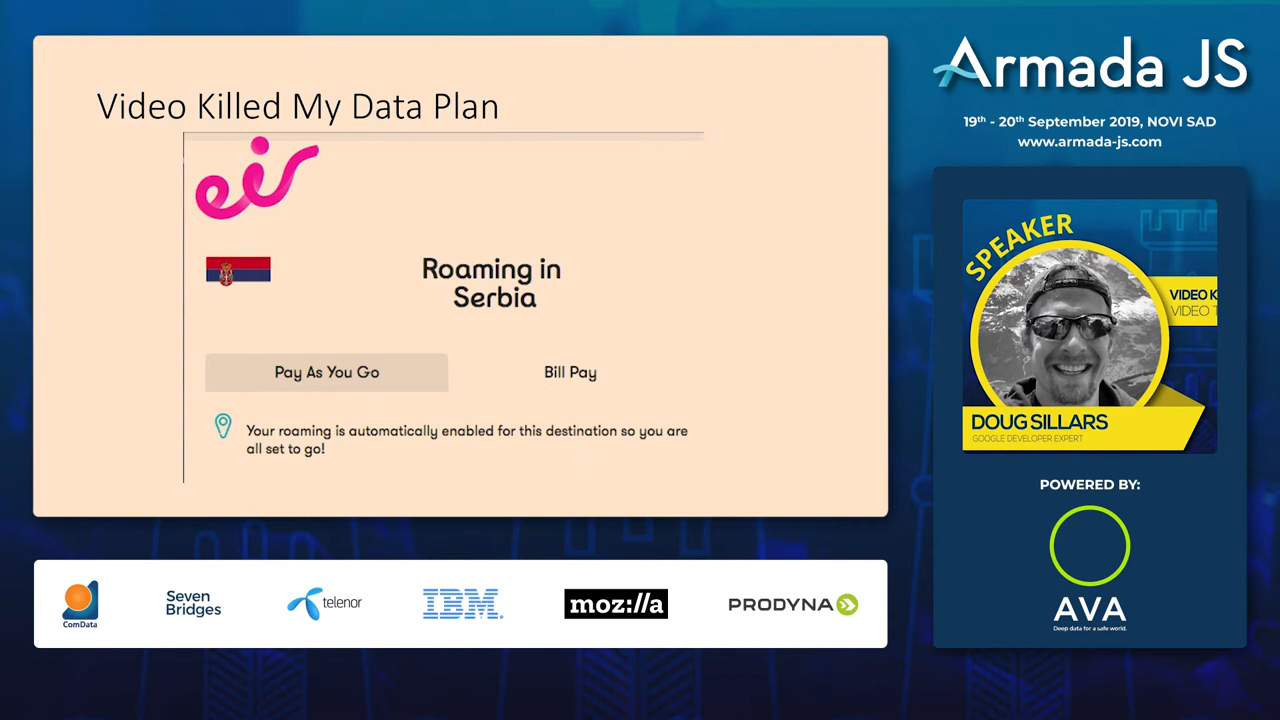 Video Killed My Data Plan
eir
Roaming in
Serbia
Pay As You Go
Bill Pay
Your roaming is automatically enabled for this destination so you are
all set to go!
Armada JS
19th - 20th September 2019, NOVI SAD
www.armada-js.com
SPEAKER
VIDEO K
VIDEO T
DOUG SILLARS
GOOGLE DEVELOPER EXPERT
POWERED BY:
AVA
Deep data for a safe world.
ComData
Seven
Bridges
telenor
IBM
moz://a
PRODYNA